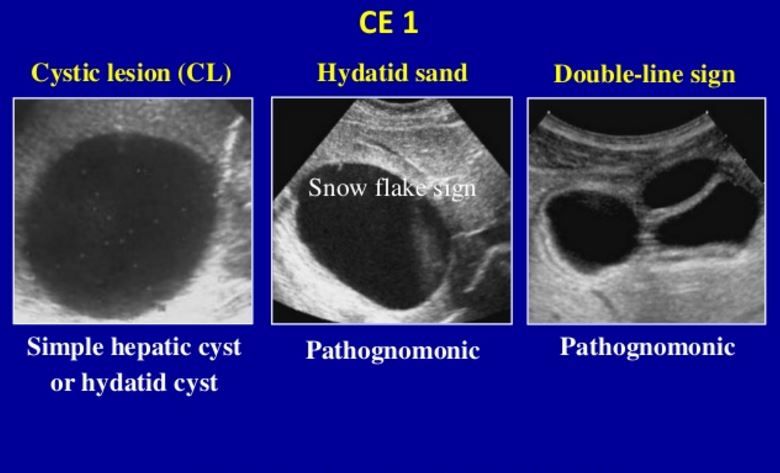 CE 1
Cystic lesion (CL)
Hydatid sand
Double-line sign
Snow flake sign
Simple hepatic cyst
or hydatid cyst
Pathognomonic
Pathognomonic